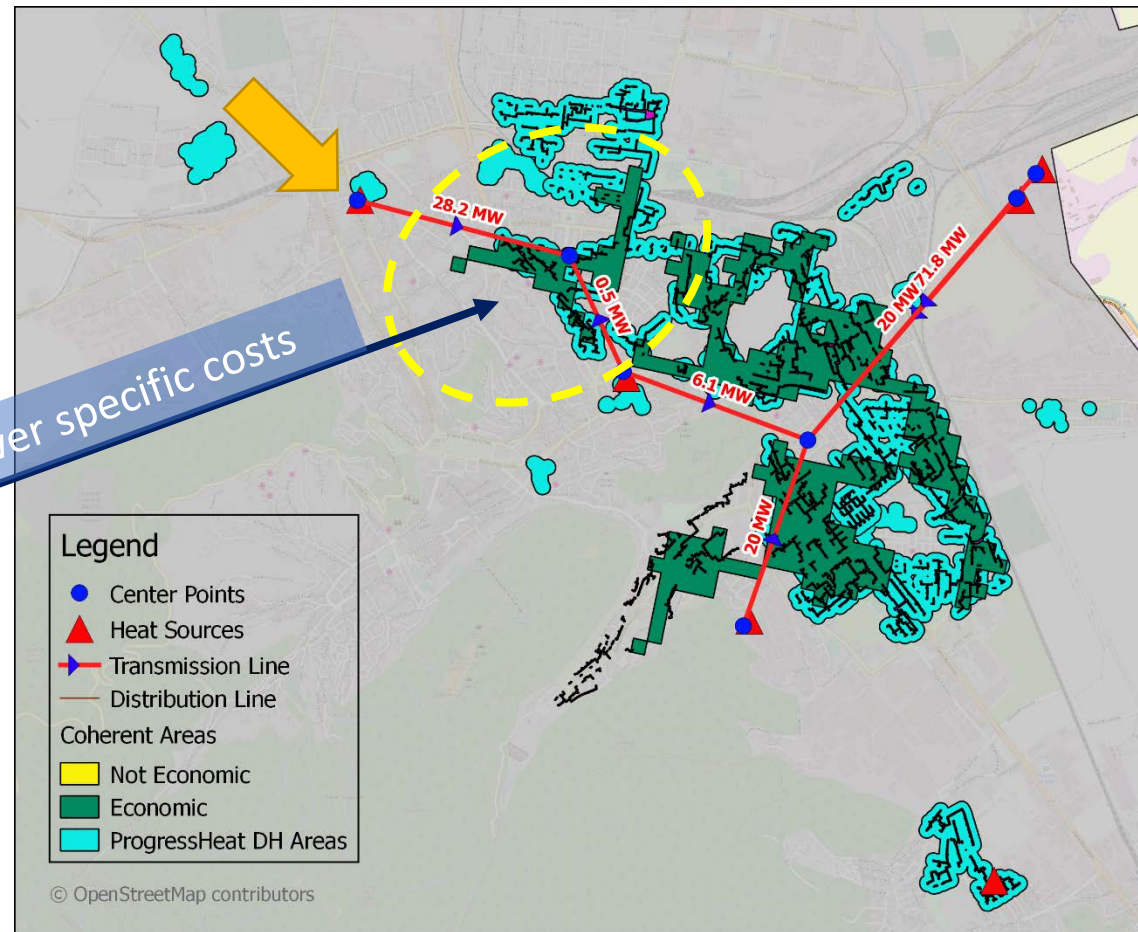 28.2 MW
0.5 MW
6.1 MW
20 MW
71.8 MW
20 MW
specific costs
Legend
Center Points
Heat Sources
Transmission Line
Distribution Line
Coherent Areas
Not Economic
Economic
ProgressHeat DH Areas
© OpenStreetMap contributors